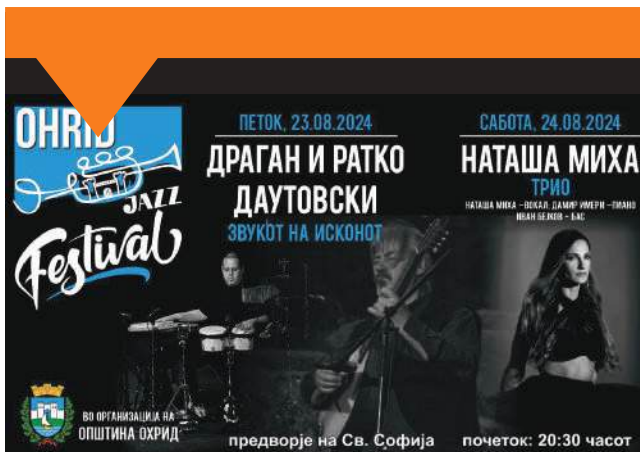 OHRID
JAZZ
Festival
ПЕТОК, 23.08.2024
ДРАГАН И РАТКО
ДАУТОВСКИ
ЗВУКОТ НА ИСКОНОТ
САБОТА, 24.08.2024
НАТАША МИХА
ТРИО
НАТАША МИХА – ВОКАЛ, ДАМИР ИМЕРИ – ПИАНО
ИВАН БЕЈКОВ – БАС
ВО ОРГАНИЗАЦИЈА НА
ОПШТИНА ОХРИД
предворје на Св. Софија
почеток: 20:30 часот